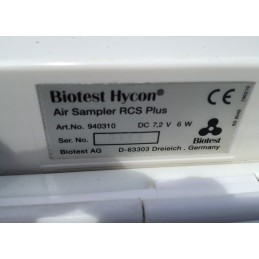 Biotest Hycon®
Air Sampler RCS Plus
CE
Art.No. 940310 DC 7,2 V 6 W
Ser. No.
Biotest
Biotest AG D-63303 Dreieich . Germany